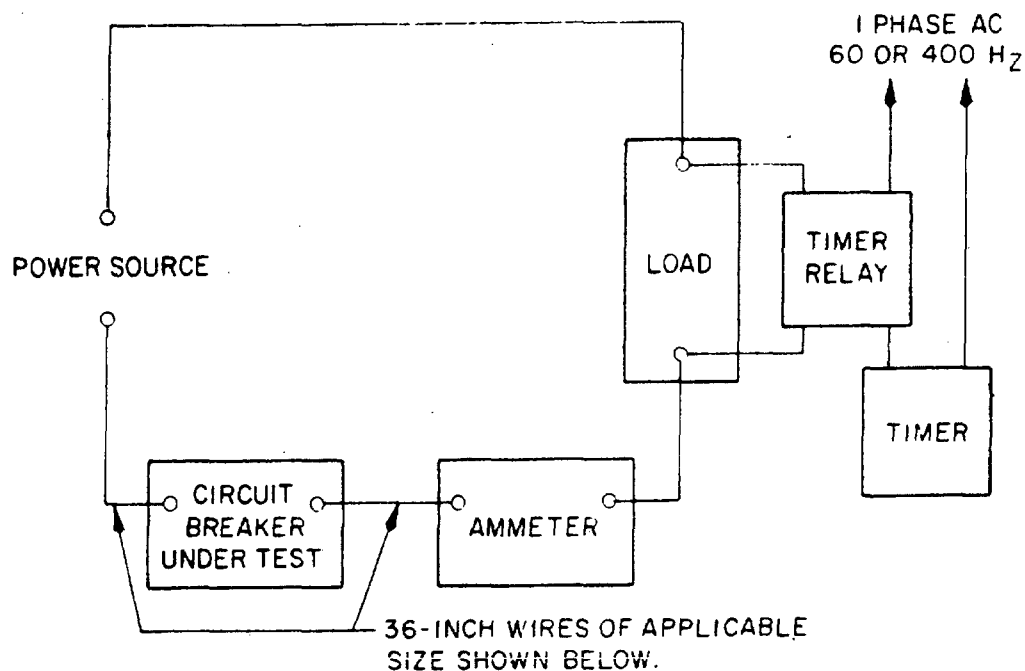 1 PHASE AC
60 OR 400 HZ
POWER SOURCE
LOAD
TIMER
RELAY
TIMER
CIRCUIT
BREAKER
UNDER TEST
AMMETER
36-INCH WIRES OF APPLICABLE
SIZE SHOWN BELOW.